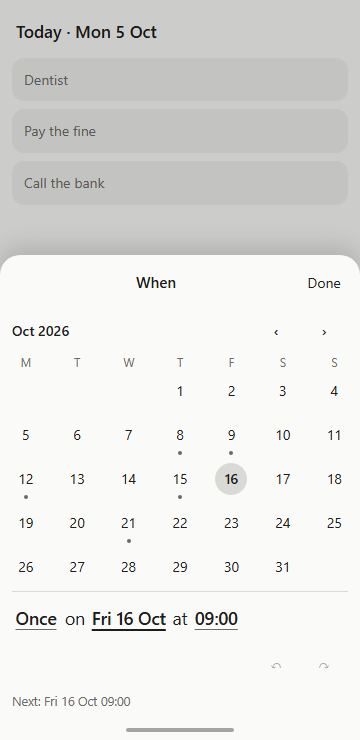 Today · Mon 5 Oct
Dentist
Pay the fine
Call the bank
When
Done
Oct 2026
‹ ›
M T W T F S S
1 2 3 4
5 6 7 8 9 10 11
12 13 14 15 16 17 18
19 20 21 22 23 24 25
26 27 28 29 30 31
Once on Fri 16 Oct at 09:00
Next: Fri 16 Oct 09:00